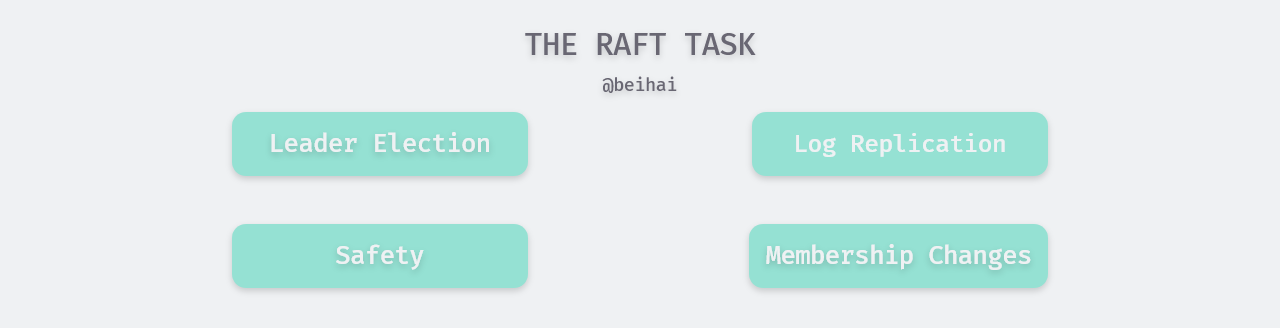 THE RAFT TASK
@beihai
Leader Election
Log Replication
Safety
Membership Changes